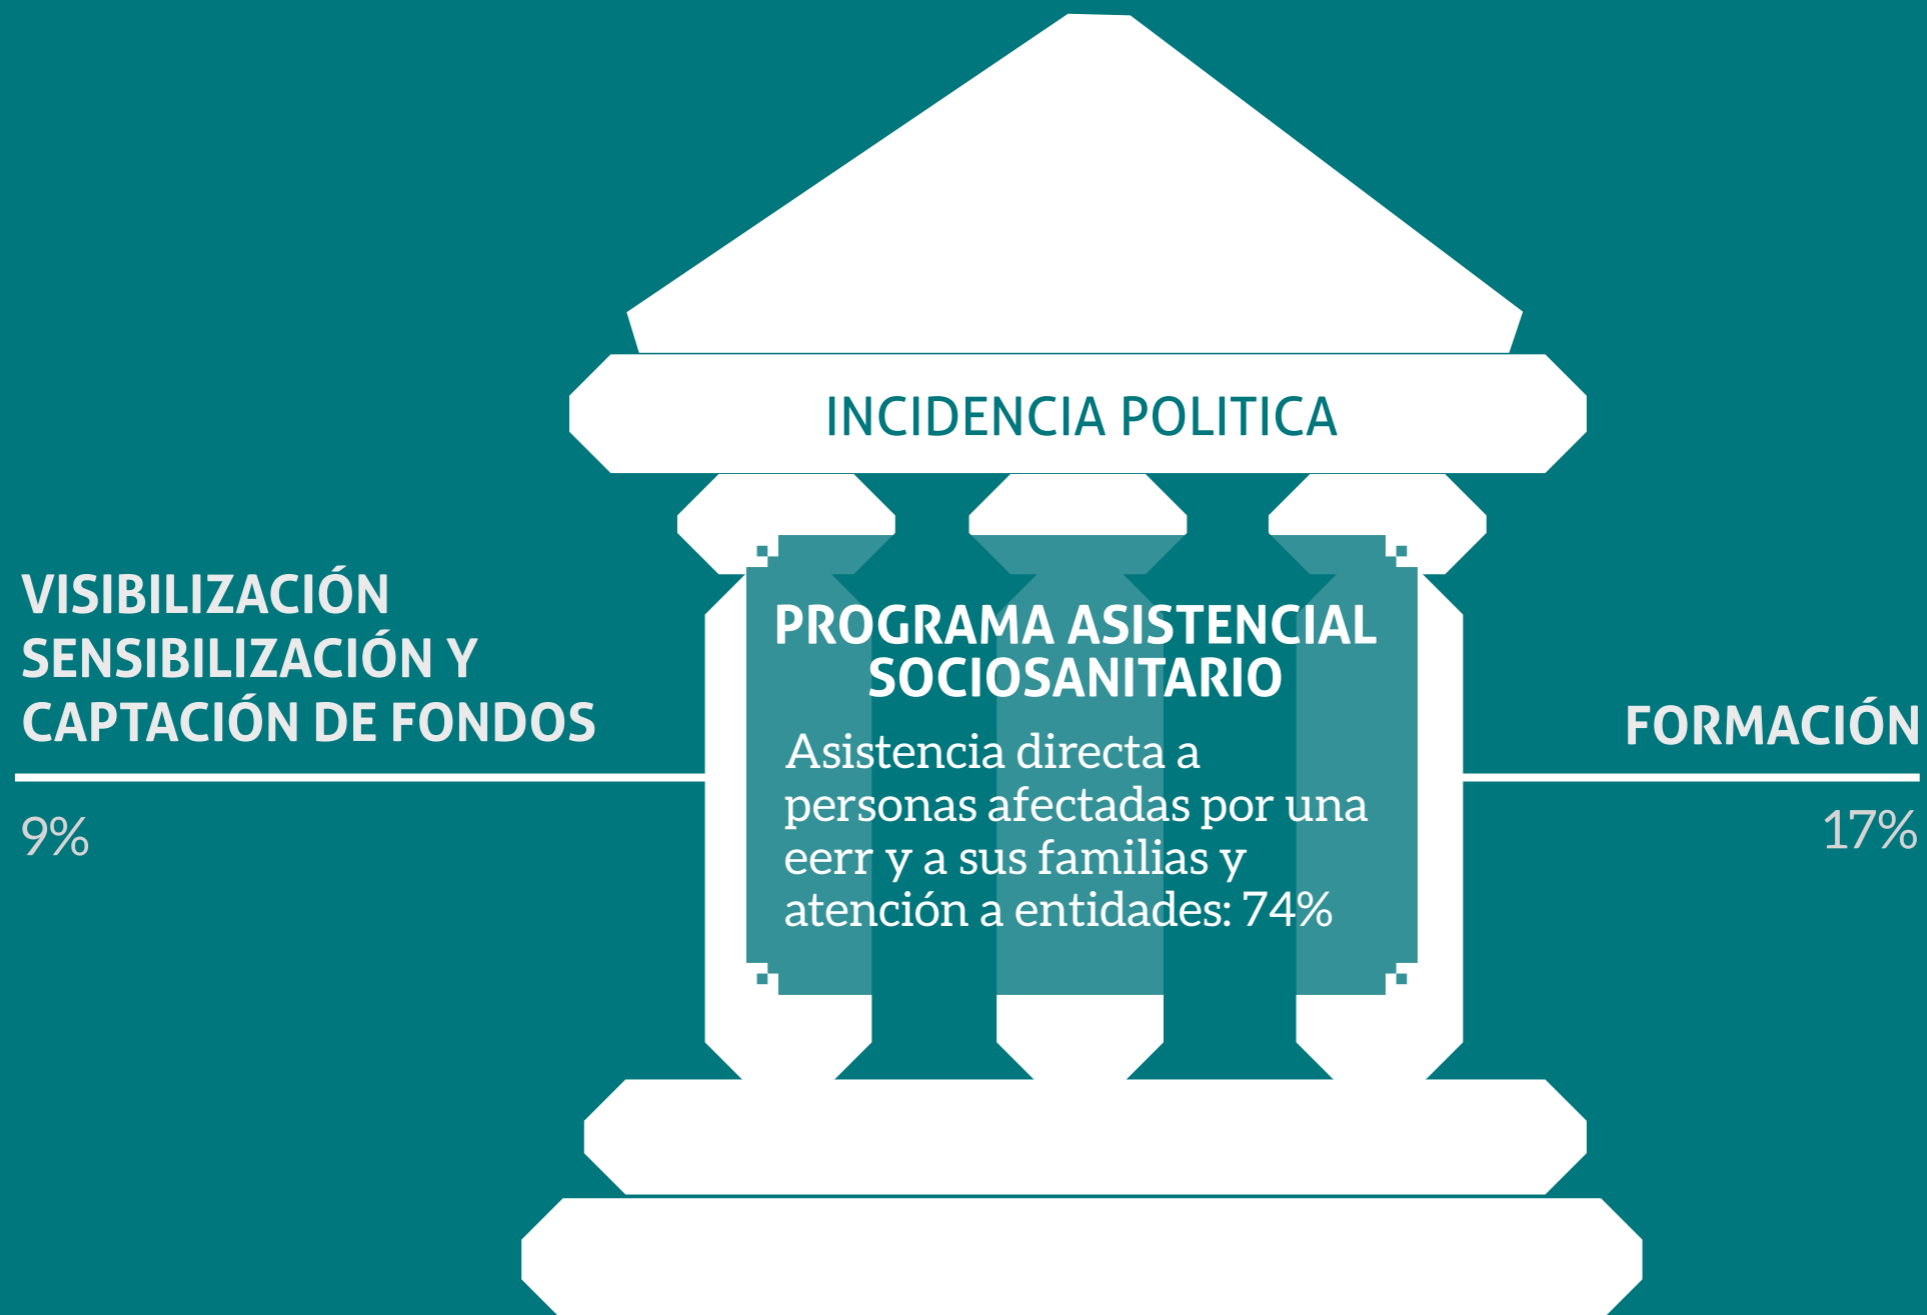 INCIDENCIA POLITICA
VISIBILIZACIÓN
SENSIBILIZACIÓN Y
CAPTACIÓN DE FONDOS
9%
PROGRAMA ASISTENCIAL
SOCIOSANITARIO
Asistencia directa a
personas afectadas por una
eerr y a sus familias y
atención a entidades: 74%
FORMACIÓN
17%